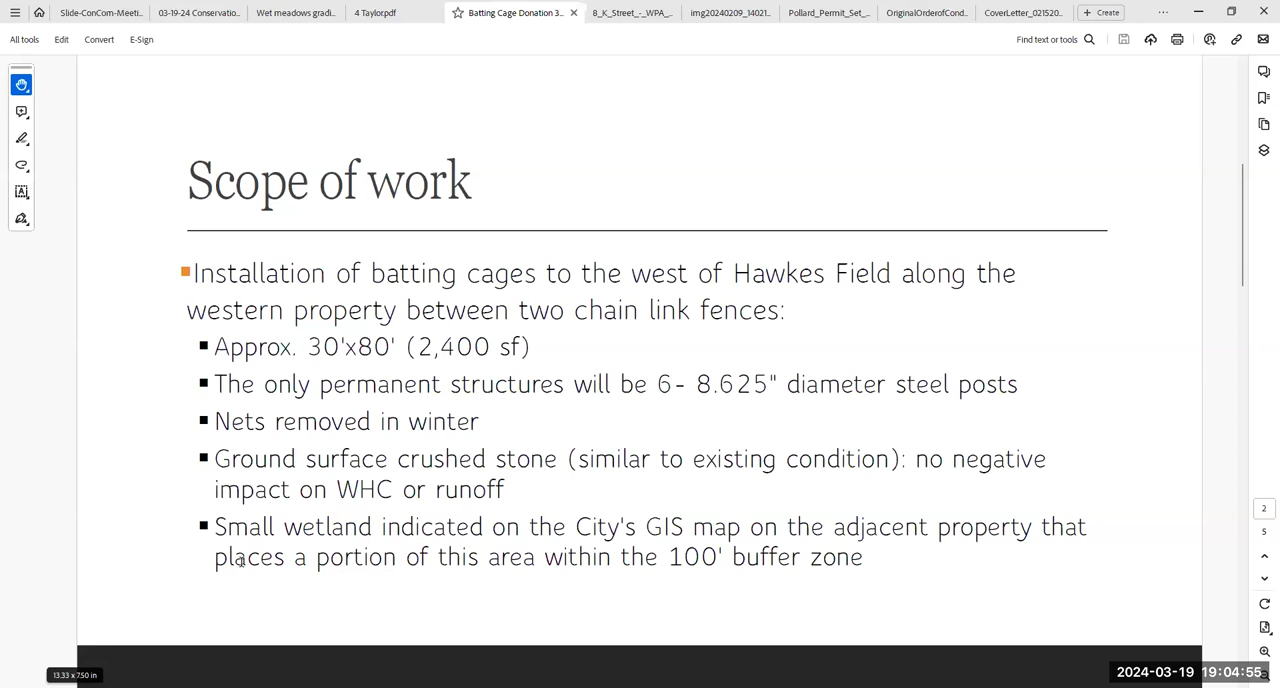 Slide-ConCom-Meeti...
03-19-24 Conservatio...
Wet meadows gradi...
4 Taylor.pdf
Batting Cage Donation 3...
8_K_Street_-_WPA_...
img20240209_14021...
Pollard_Permit_Set_...
OriginalOrderofCond...
CoverLetter_021520...
+ Create
All tools
Edit
Convert
E-Sign
Find text or tools
Scope of work
Installation of batting cages to the west of Hawkes Field along the
western property between two chain link fences:
Approx. 30'x80' (2,400 sf)
The only permanent structures will be 6- 8.625" diameter steel posts
Nets removed in winter
Ground surface crushed stone (similar to existing condition): no negative
impact on WHC or runoff
Small wetland indicated on the City's GIS map on the adjacent property that
places a portion of this area within the 100' buffer zone
2
5
13.33 x 7.50 in
2024-03-19 19:04:55